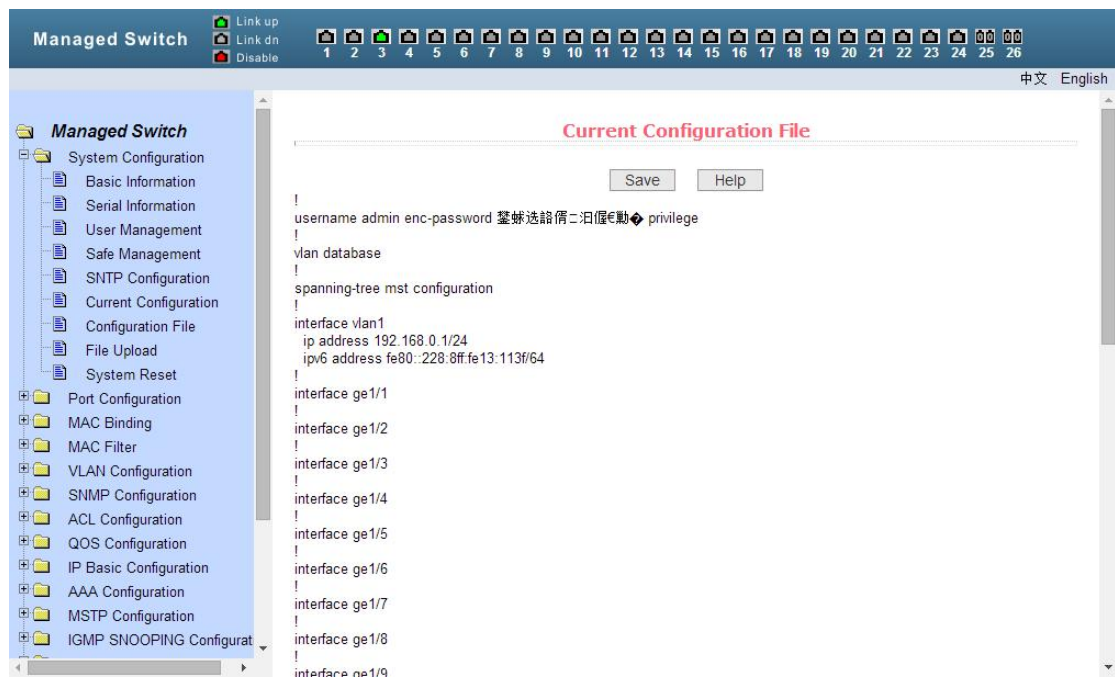 Managed Switch
Link up
Link dn
Disable
1 2 3 4 5 6 7 8 9 10 11 12 13 14 15 16 17 18 19 20 21 22 23 24 25 26
中文 English
Managed Switch
System Configuration
Basic Information
Serial Information
User Management
Safe Management
SNTP Configuration
Current Configuration
Configuration File
File Upload
System Reset
Port Configuration
MAC Binding
MAC Filter
VLAN Configuration
SNMP Configuration
ACL Configuration
QOS Configuration
IP Basic Configuration
AAA Configuration
MSTP Configuration
IGMP SNOOPING Configurat
Current Configuration File
Save Help
!
username admin enc-password privilege
!
vlan database
!
spanning-tree mst configuration
!
interface vlan1
ip address 192.168.0.1/24
ipv6 address fe80::228:8ff:fe13:113f/64
!
interface ge1/1
!
interface ge1/2
!
interface ge1/3
!
interface ge1/4
!
interface ge1/5
!
interface ge1/6
!
interface ge1/7
!
interface ge1/8
!
interface ge1/9